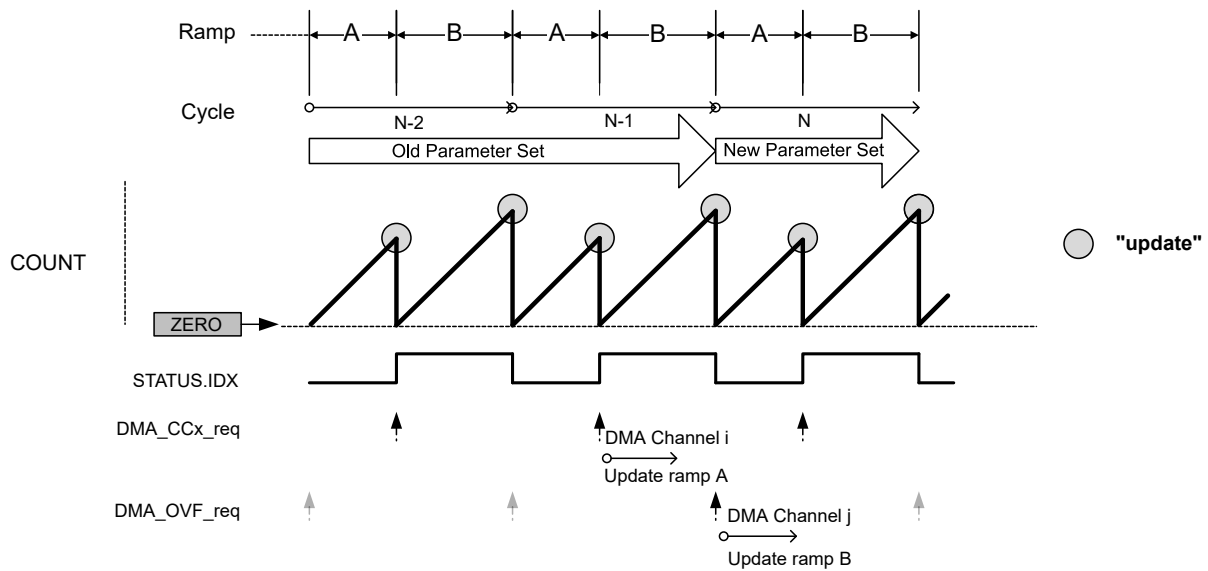 Ramp A B A B A B
Cycle
N-2 N-1 N
Old Parameter Set New Parameter Set
"update"
COUNT
ZERO
STATUS.IDX
DMA_CCx_req
DMA Channel i
Update ramp A
DMA_OVF_req
DMA Channel j
Update ramp B